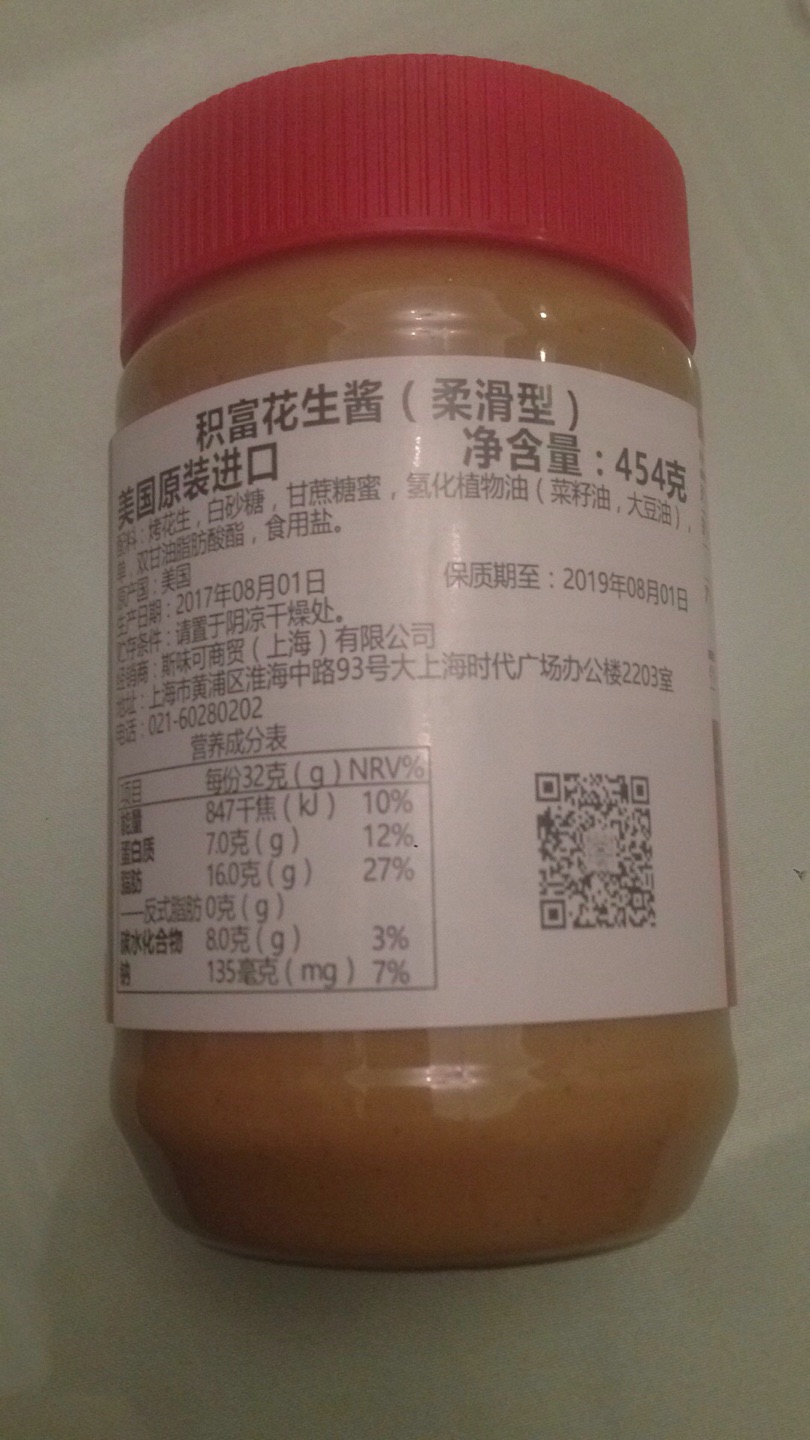 积富花生酱（柔滑型）
美国原装进口 净含量：454克
配料：烤花生，白砂糖，甘蔗糖蜜，氢化植物油（菜籽油，大豆油），
单，双甘油脂肪酸酯，食用盐。
原产国：美国
生产日期：2017年08月01日 保质期至：2019年08月01日
贮存条件：请置于阴凉干燥处。
经销商：斯味可商贸（上海）有限公司
地址：上海市黄浦区淮海中路93号大上海时代广场办公楼2203室
电话：021-60280202
营养成分表
项目 每份32克（g） NRV%
能量 847千焦（kJ） 10%
蛋白质 7.0克（g） 12%
脂肪 16.0克（g） 27%
——反式脂肪 0克（g）
碳水化合物 8.0克（g） 3%
钠 135毫克（mg） 7%